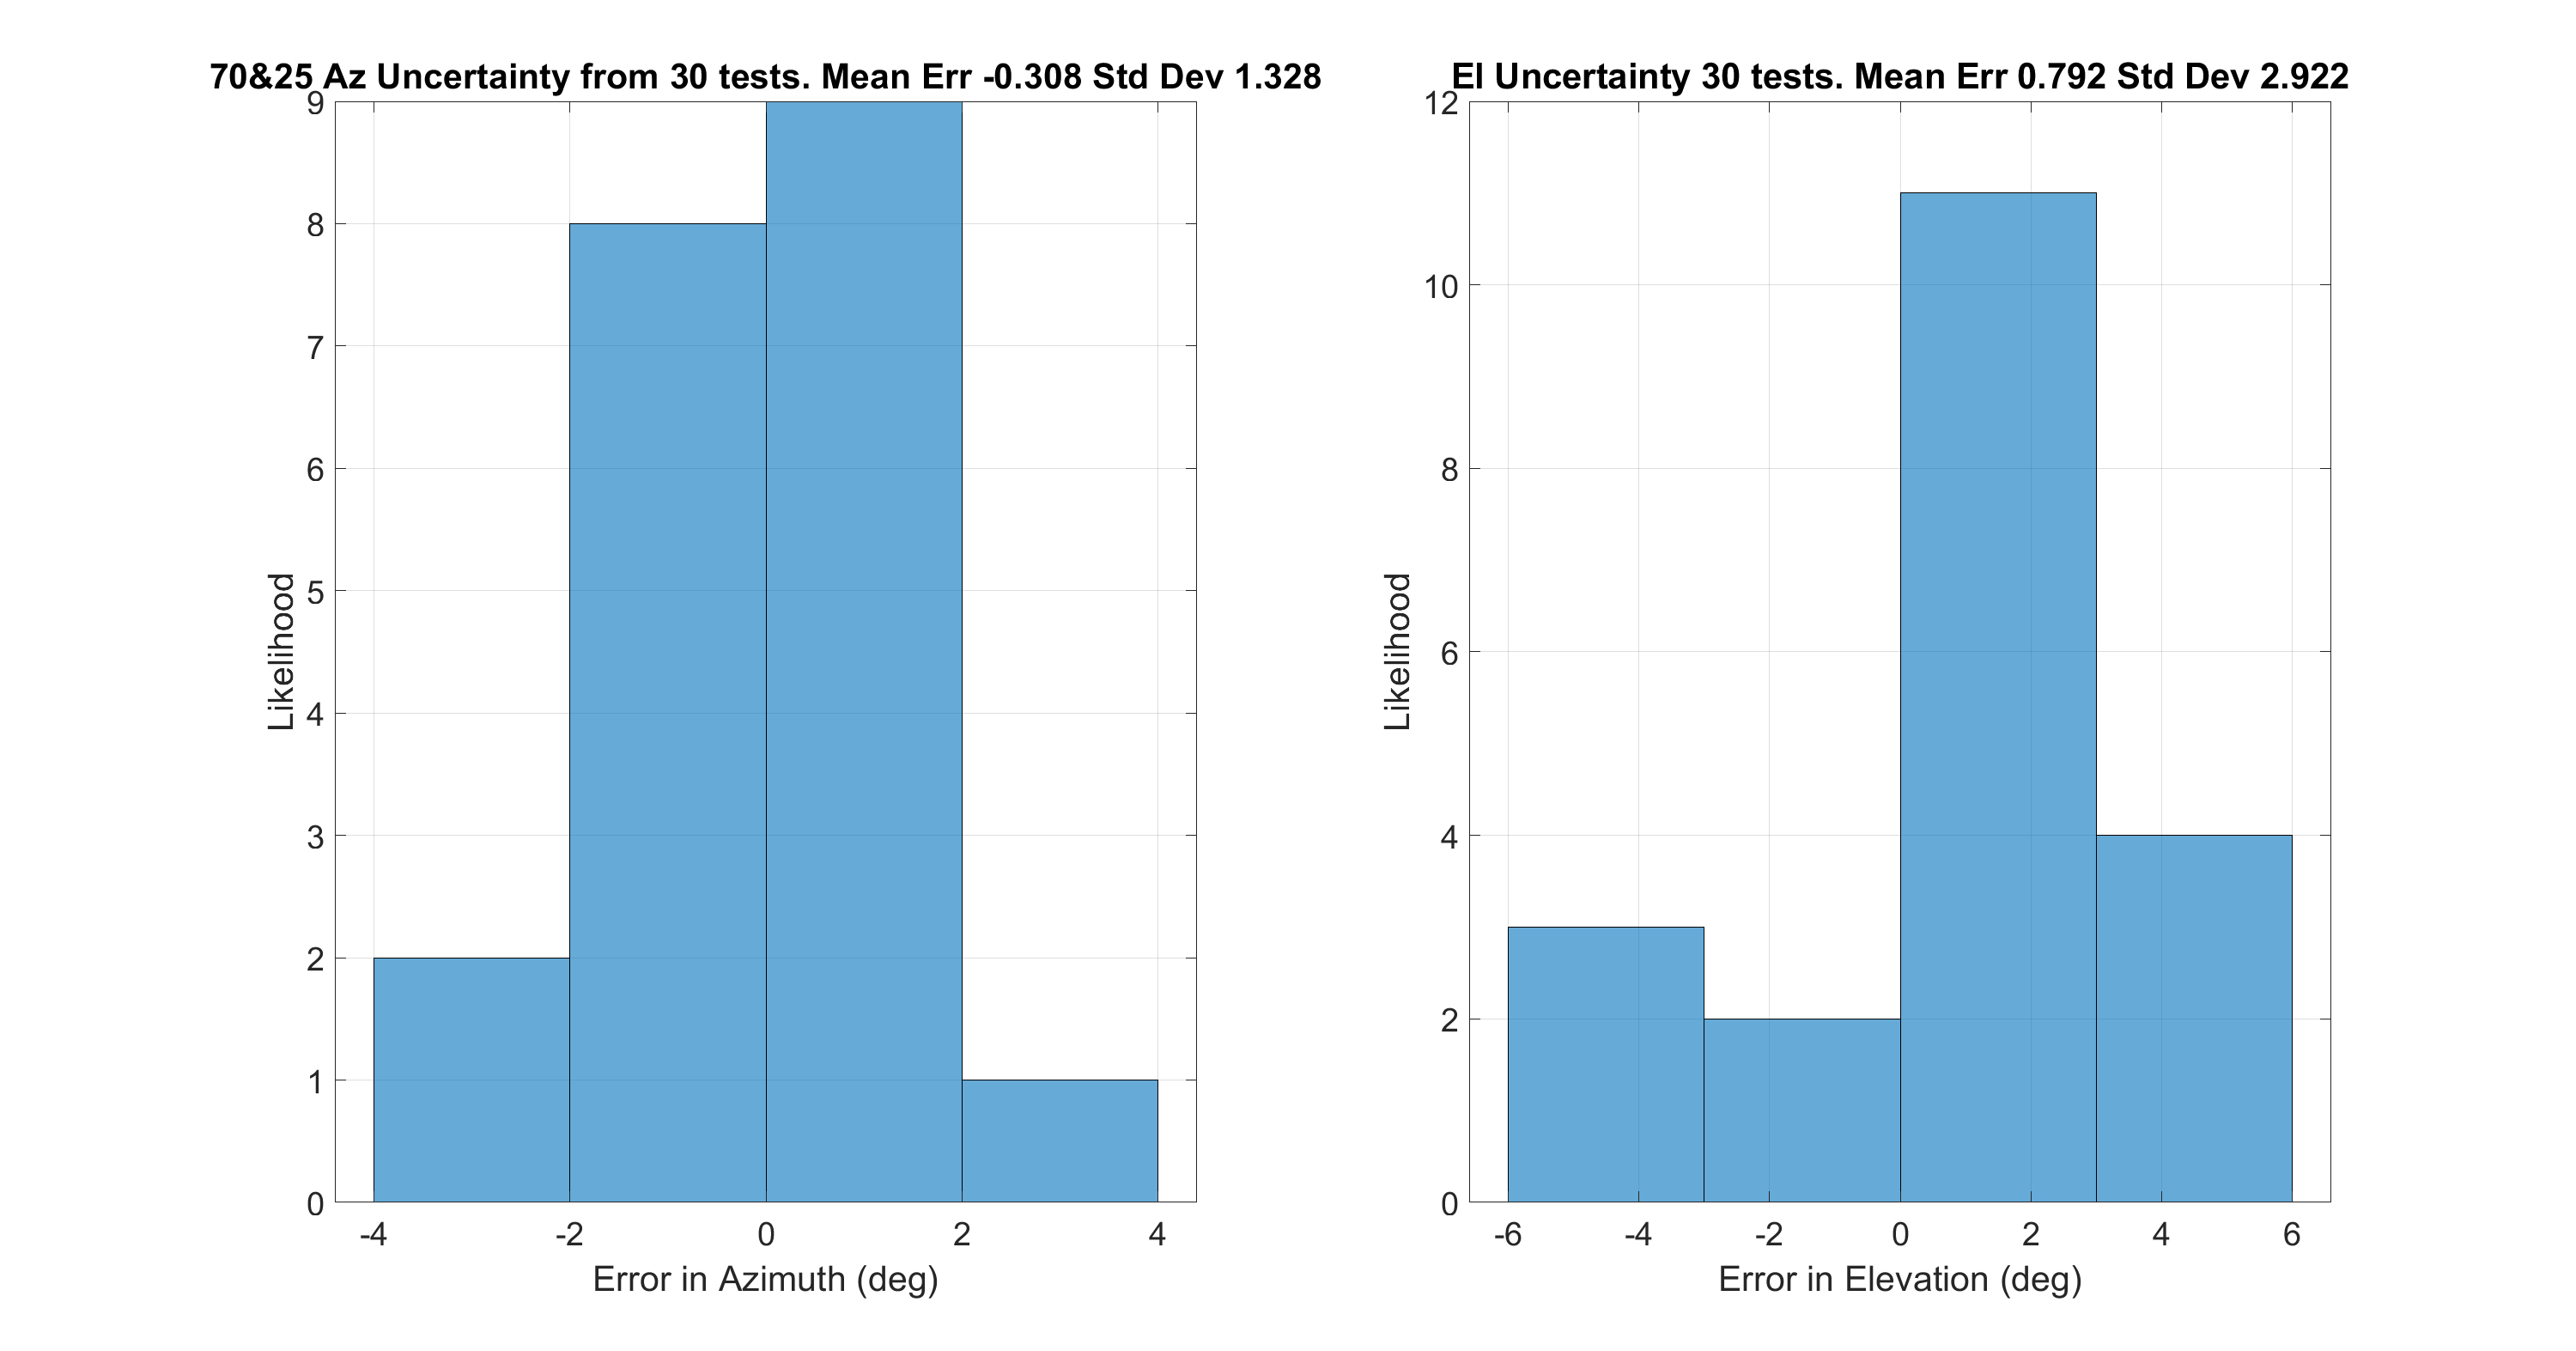 70&25 Az Uncertainty from 30 tests. Mean Err -0.308 Std Dev 1.328
9
8
7
6
5
4
3
2
1
0
Likelihood
-4 -2 0 2 4
Error in Azimuth (deg)
El Uncertainty 30 tests. Mean Err 0.792 Std Dev 2.922
12
10
8
6
4
2
0
Likelihood
-6 -4 -2 0 2 4 6
Error in Elevation (deg)